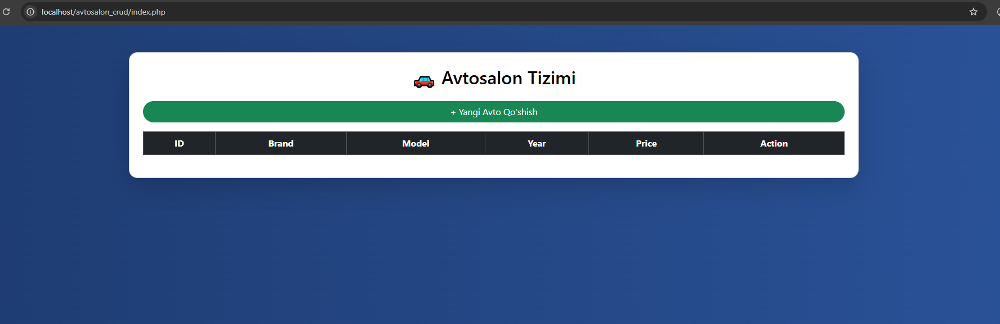 localhost/avtosalon_crud/index.php
Avtosalon Tizimi
+ Yangi Avto Qo‘shish
ID Brand Model Year Price Action